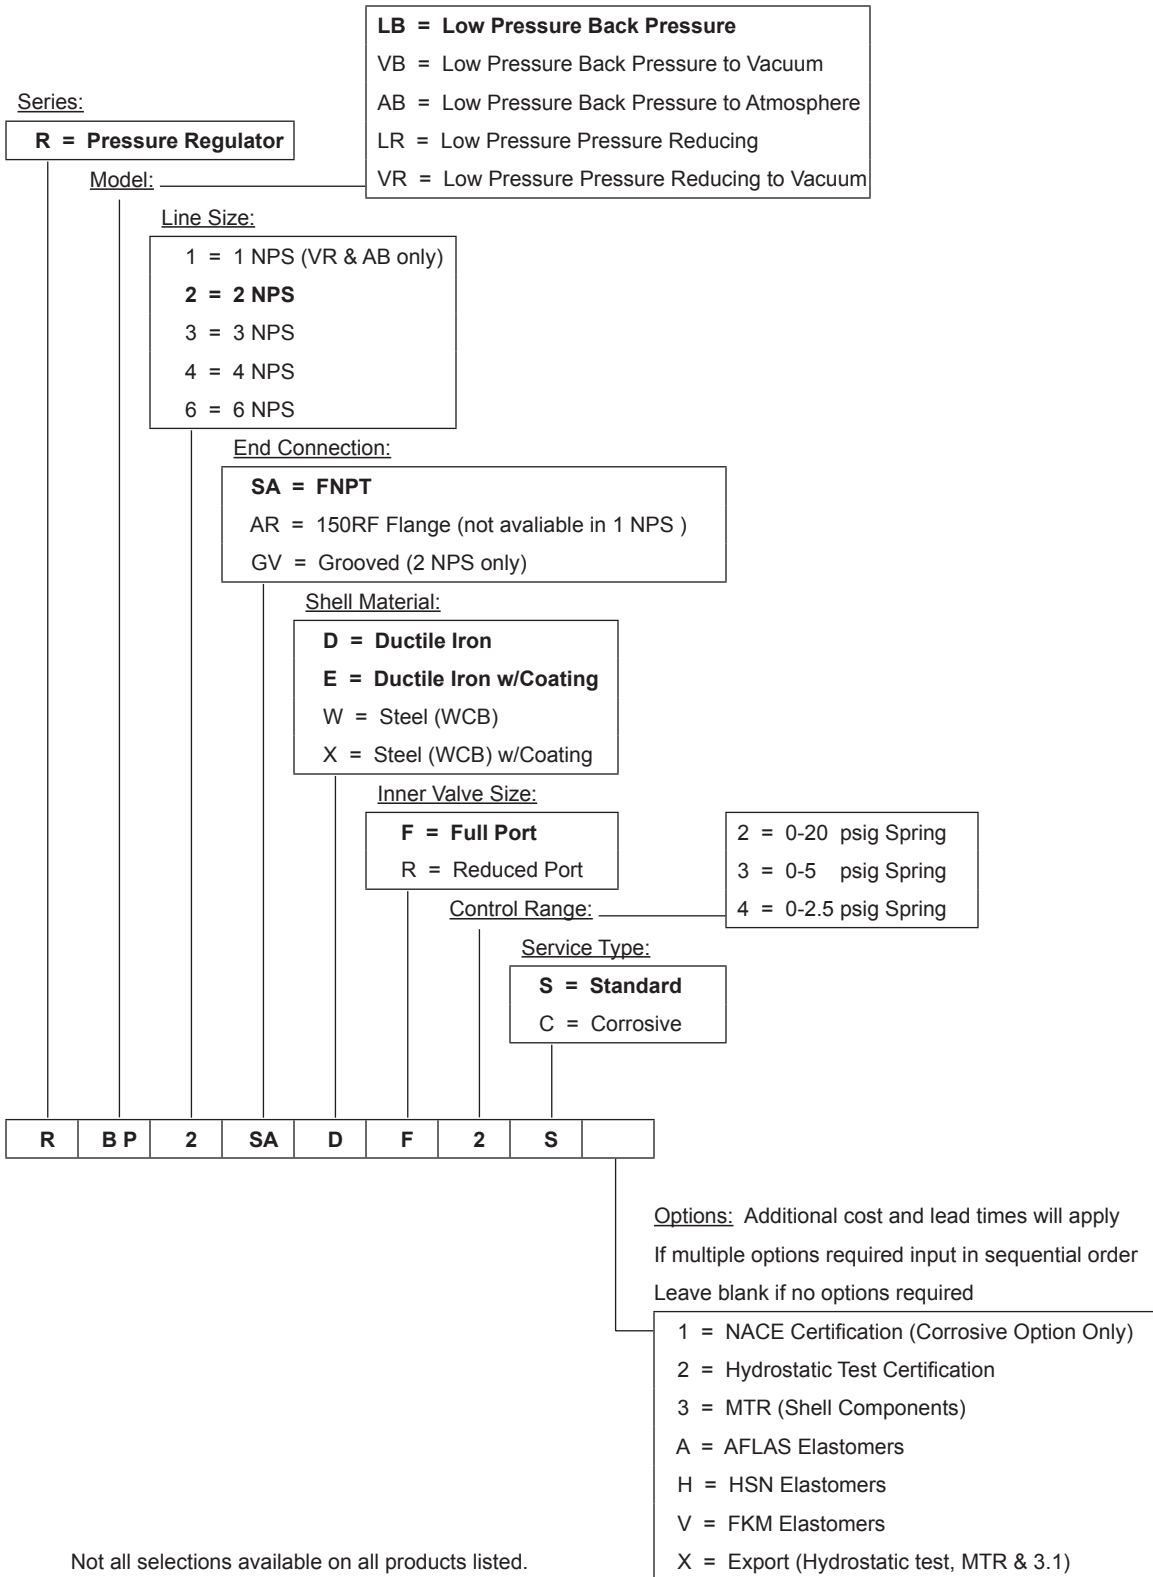 LB = Low Pressure Back Pressure
VB = Low Pressure Back Pressure to Vacuum
AB = Low Pressure Back Pressure to Atmosphere
LR = Low Pressure Pressure Reducing
VR = Low Pressure Pressure Reducing to Vacuum
Series:
R = Pressure Regulator
Model:
Line Size:
1 = 1 NPS (VR & AB only)
2 = 2 NPS
3 = 3 NPS
4 = 4 NPS
6 = 6 NPS
End Connection:
SA = FNPT
AR = 150RF Flange (not avaliable in 1 NPS )
GV = Grooved (2 NPS only)
Shell Material:
D = Ductile Iron
E = Ductile Iron w/Coating
W = Steel (WCB)
X = Steel (WCB) w/Coating
Inner Valve Size:
F = Full Port
R = Reduced Port
Control Range:
2 = 0-20 psig Spring
3 = 0-5 psig Spring
4 = 0-2.5 psig Spring
Service Type:
S = Standard
C = Corrosive
R B P 2 SA D F 2 S
Options: Additional cost and lead times will apply
If multiple options required input in sequential order
Leave blank if no options required
1 = NACE Certification (Corrosive Option Only)
2 = Hydrostatic Test Certification
3 = MTR (Shell Components)
A = AFLAS Elastomers
H = HSN Elastomers
V = FKM Elastomers
X = Export (Hydrostatic test, MTR & 3.1)
Not all selections available on all products listed.